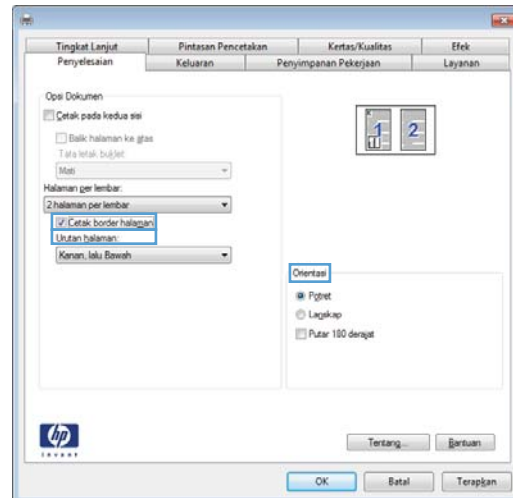 Tingkat Lanjut Pintasan Pencetakan Kertas/Kualitas Efek
Penyelesaian Keluaran Penyimpanan Pekerjaan Layanan
Opsi Dokumen
Cetak pada kedua sisi
Balik halaman ke atas
Tata letak buklet:
Mati
Halaman per lembar:
2 halaman per lembar
Cetak border halaman
Urutan halaman:
Kanan, lalu Bawah
1 2
Orientasi
Potret
Lanskap
Putar 180 derajat
hp
invent
Tentang... Bantuan
OK Batal Terapkan